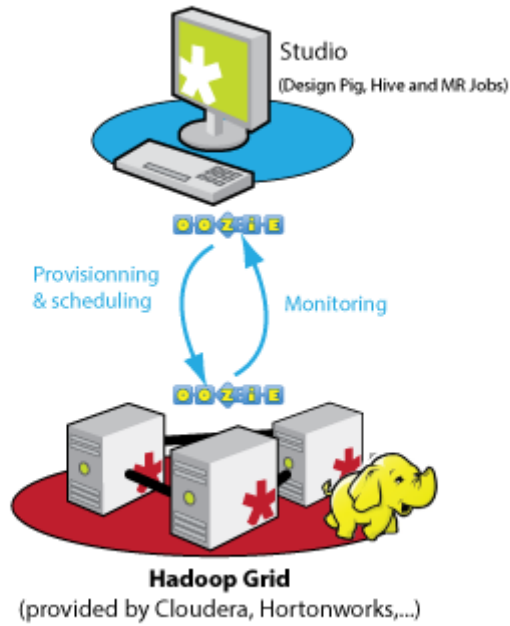 Studio
(Design Pig, Hive and MR Jobs)
OOZiE
Provisionning
& scheduling
Monitoring
OOZiE
Hadoop Grid
(provided by Cloudera, Hortonworks,...)